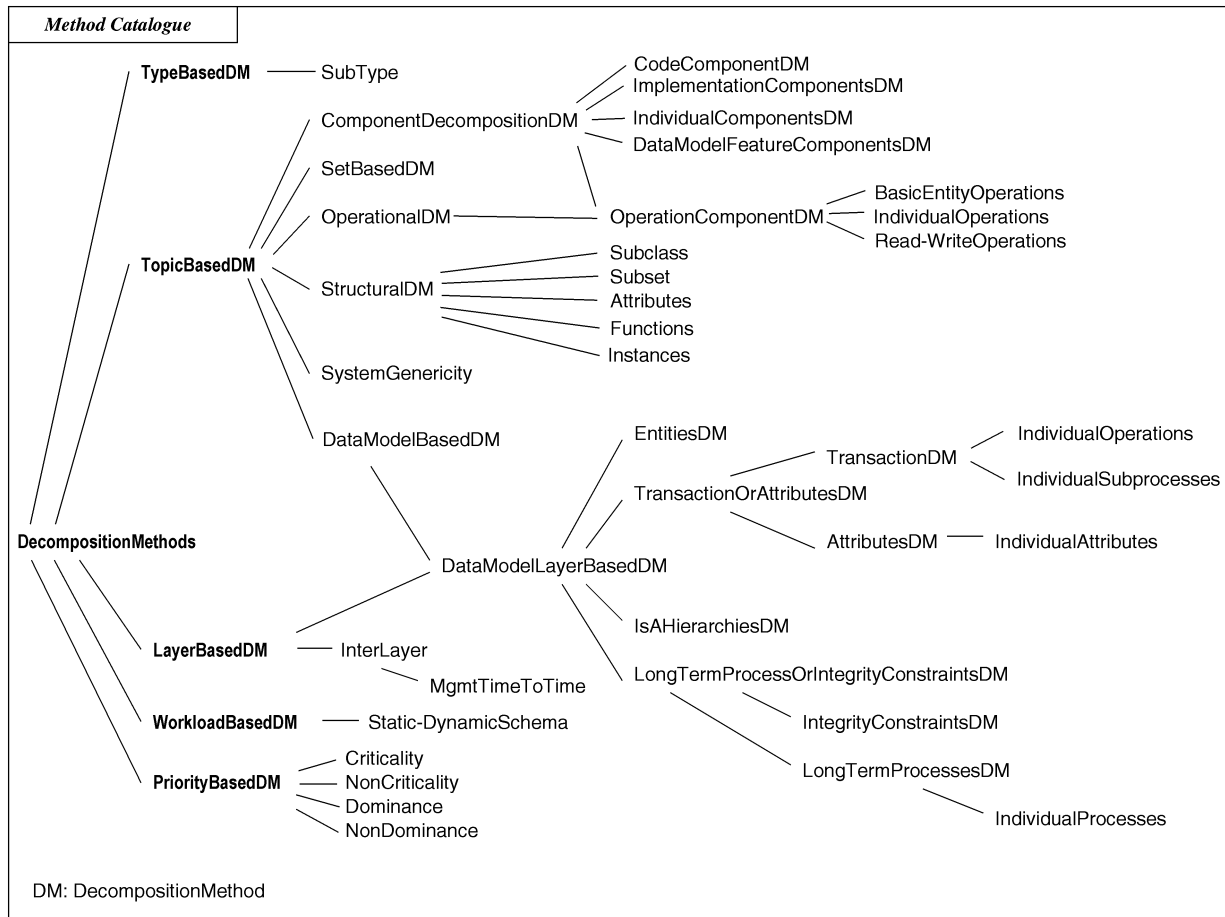 Method Catalogue
TypeBasedDM
SubType
CodeComponentDM
ImplementationComponentsDM
ComponentDecompositionDM
IndividualComponentsDM
DataModelFeatureComponentsDM
SetBasedDM
BasicEntityOperations
OperationalDM
OperationComponentDM
IndividualOperations
Read-WriteOperations
TopicBasedDM
Subclass
Subset
StructuralDM
Attributes
Functions
Instances
SystemGenericity
DataModelBasedDM
EntitiesDM
IndividualOperations
TransactionDM
IndividualSubprocesses
TransactionOrAttributesDM
DecompositionMethods
AttributesDM
IndividualAttributes
DataModelLayerBasedDM
IsAHierarchiesDM
LayerBasedDM
InterLayer
LongTermProcessOrIntegrityConstraintsDM
MgmtTimeToTime
WorkloadBasedDM
Static-DynamicSchema
IntegrityConstraintsDM
Criticality
LongTermProcessesDM
PriorityBasedDM
NonCriticality
Dominance
IndividualProcesses
NonDominance
DM: DecompositionMethod